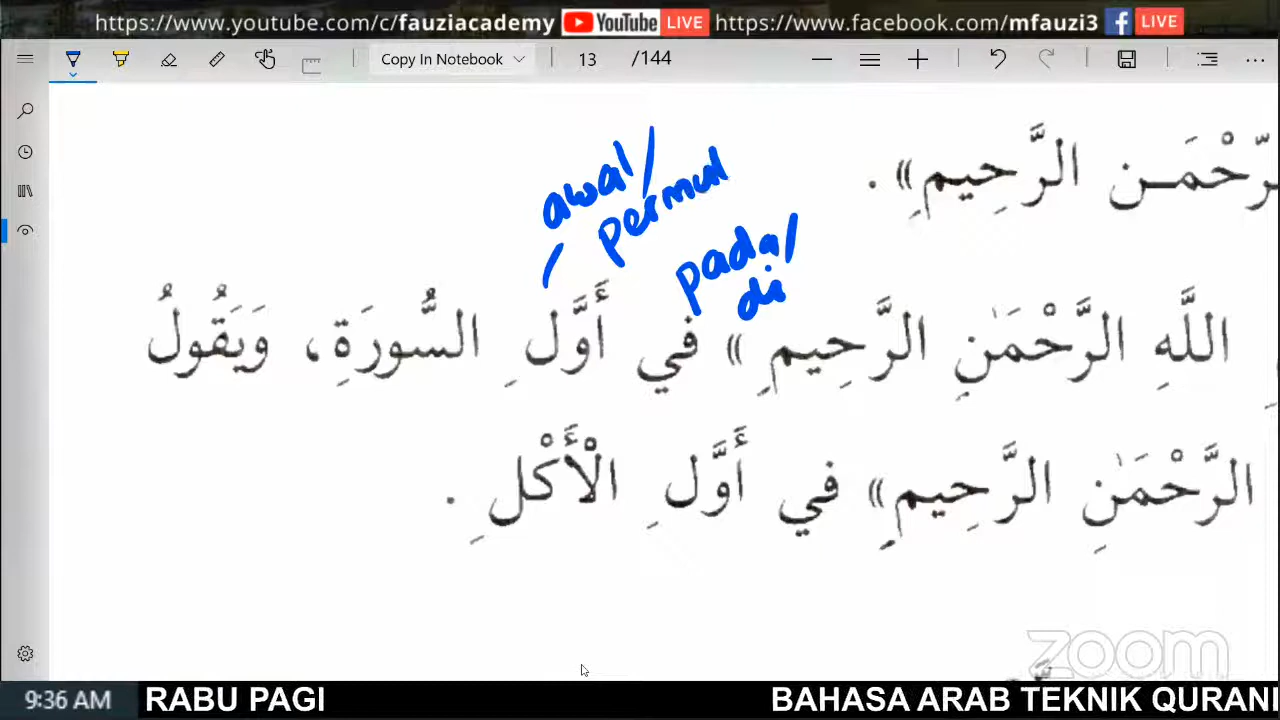 https://www.youtube.com/c/fauziacademy YouTube LIVE https://www.facebook.com/mfauzi3 f LIVE
Copy In Notebook 13 /144
الرَّحِيمِ» .
awal/
permul
pada/
di
اللَّهِ الرَّحْمَٰنِ الرَّحِيمِ» فِي أَوَّلِ السُّورَةِ، وَيَقُولُ
الرَّحْمَٰنِ الرَّحِيمِ» فِي أَوَّلِ الْأَكْلِ .
zoom
9:36 AM RABU PAGI BAHASA ARAB TEKNIK QURANI